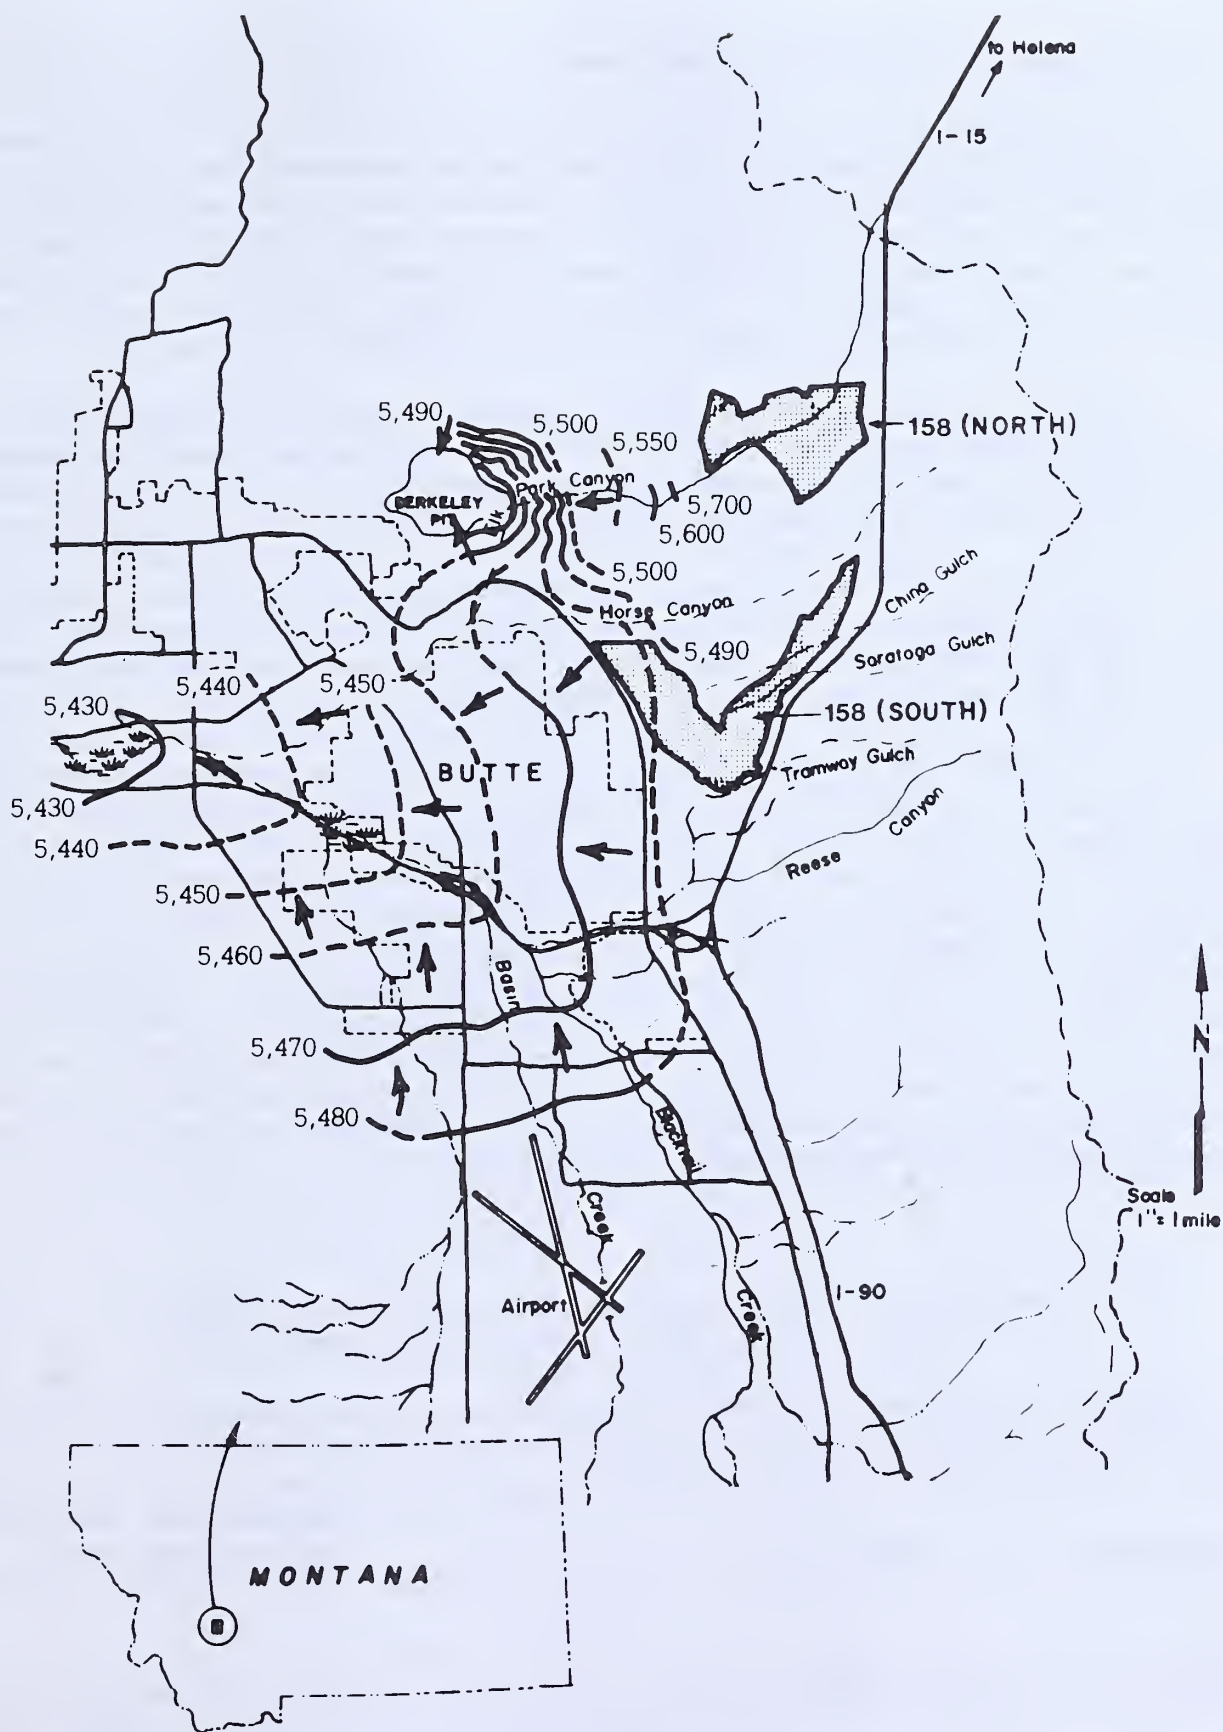 to Helena
I-15
5,490
5,500
5,550
158 (NORTH)
Elk Park Canyon
BERKELEY
PIT
5,700
5,600
5,500
China Gulch
Horse Canyon
5,490
Saratoga Gulch
5,440
5,450
5,430
158 (SOUTH)
BUTTE
Tramway Gulch
5,430
Reese Canyon
5,440
5,450
5,460
Basin Creek
N
5,470
5,480
Blacktail Creek
Scale
1"= 1 mile
Airport
I-90
MONTANA